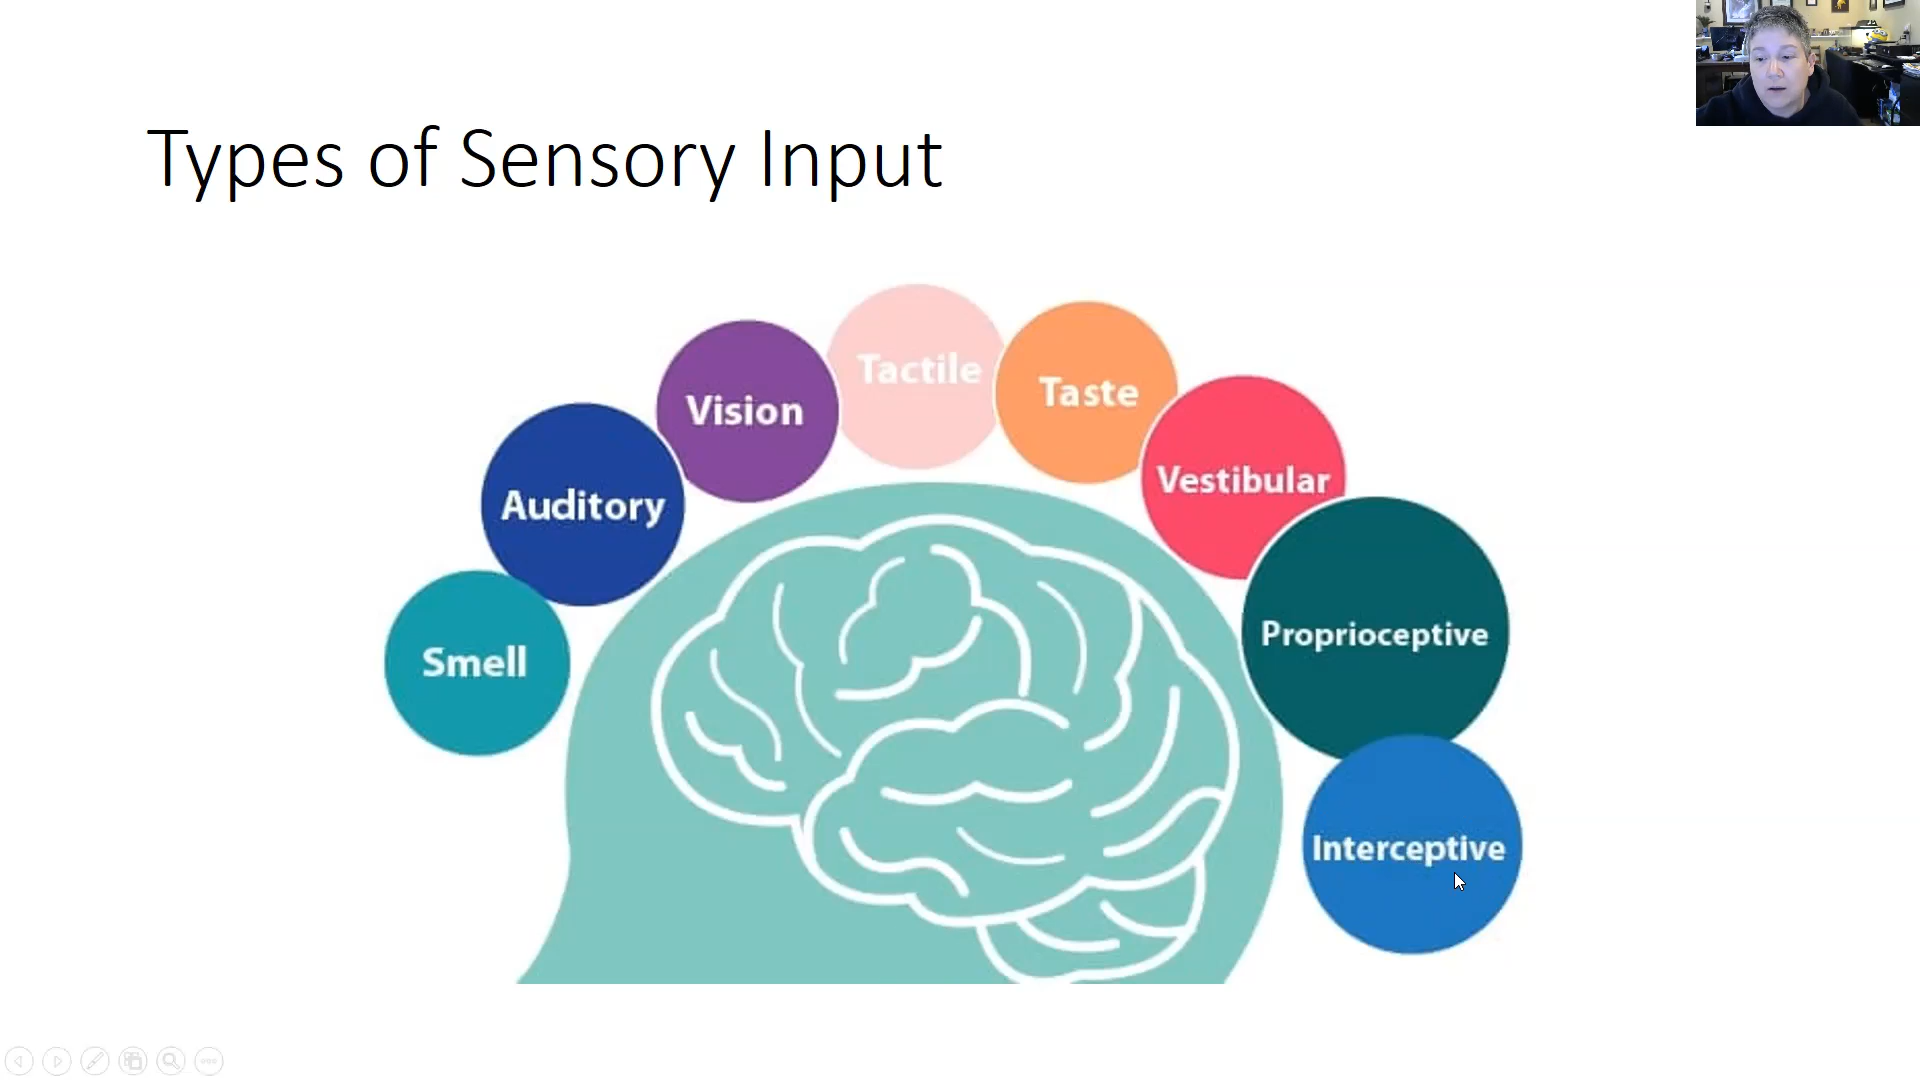 Types of Sensory Input
Smell
Auditory
Vision
Tactile
Taste
Vestibular
Proprioceptive
Interceptive